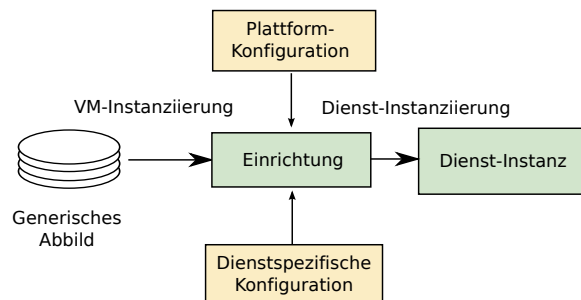 Plattform-
Konfiguration
VM-Instanziierung
Dienst-Instanziierung
Einrichtung
Dienst-Instanz
Generisches
Abbild
Dienstspezifische
Konfiguration